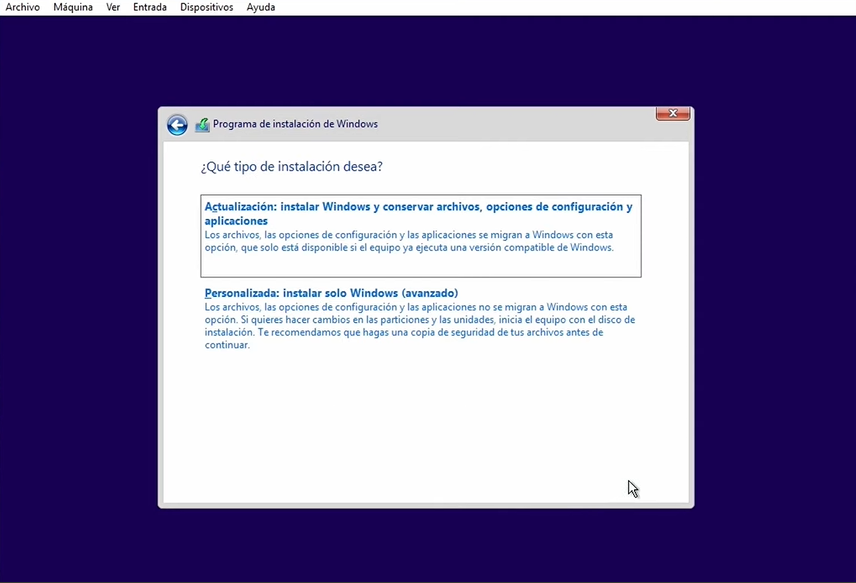 Archivo Máquina Ver Entrada Dispositivos Ayuda
Programa de instalación de Windows
¿Qué tipo de instalación desea?
Actualización: instalar Windows y conservar archivos, opciones de configuración y
aplicaciones
Los archivos, las opciones de configuración y las aplicaciones se migran a Windows con esta
opción, que solo está disponible si el equipo ya ejecuta una versión compatible de Windows.
Personalizada: instalar solo Windows (avanzado)
Los archivos, las opciones de configuración y las aplicaciones no se migran a Windows con esta
opción. Si quieres hacer cambios en las particiones y las unidades, inicia el equipo con el disco de
instalación. Te recomendamos que hagas una copia de seguridad de tus archivos antes de
continuar.